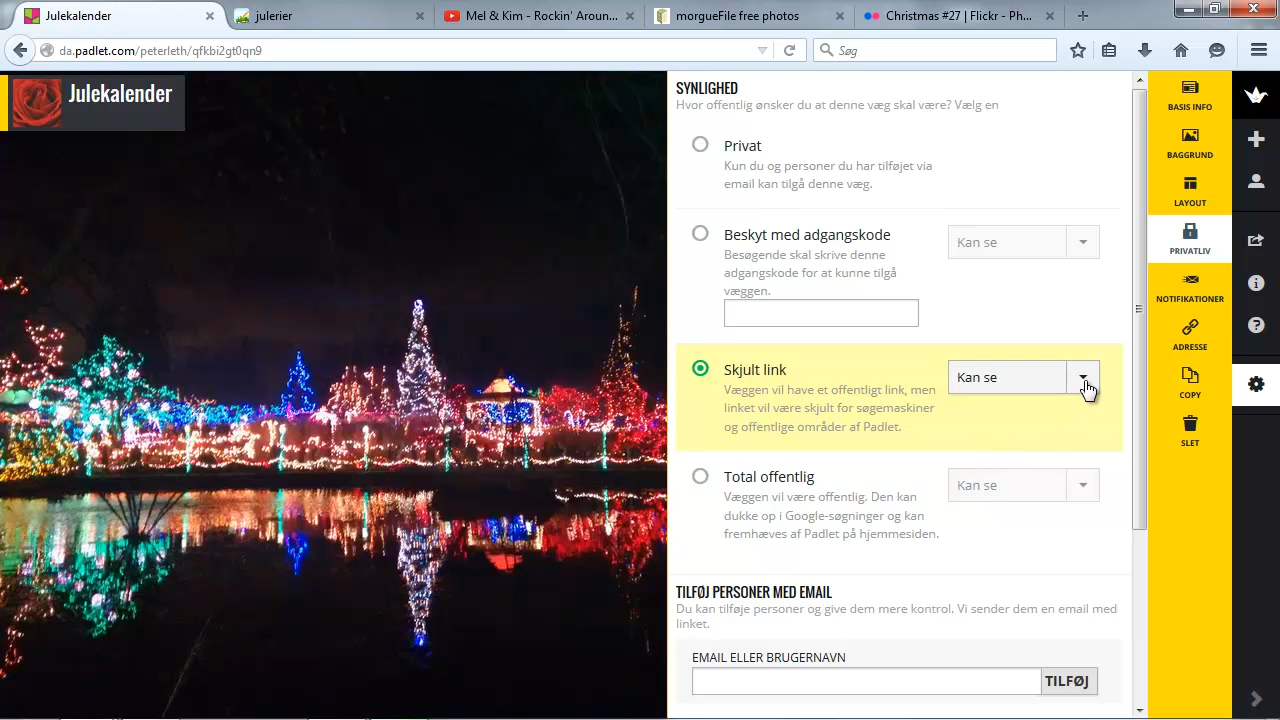 Julekalender
julerier
Mel & Kim - Rockin' Aroun...
morgueFile free photos
Christmas #27 | Flickr - Ph...
da.padlet.com/peterleth/qfkbi2gt0qn9
Søg
Julekalender
SYNLIGHED
Hvor offentlig ønsker du at denne væg skal være? Vælg en
Privat
Kun du og personer du har tilføjet via
email kan tilgå denne væg.
Beskyt med adgangskode
Kan se
Besøgende skal skrive denne
adgangskode for at kunne tilgå
væggen.
Skjult link
Kan se
Væggen vil have et offentligt link, men
linket vil være skjult for søgemaskiner
og offentlige områder af Padlet.
Total offentlig
Kan se
Væggen vil være offentlig. Den kan
dukke op i Google-søgninger og kan
fremhæves af Padlet på hjemmesiden.
TILFØJ PERSONER MED EMAIL
Du kan tilføje personer og give dem mere kontrol. Vi sender dem en email med
linket.
EMAIL ELLER BRUGERNAVN
TILFØJ
BASIS INFO
BAGGRUND
LAYOUT
PRIVATLIV
NOTIFIKATIONER
ADRESSE
COPY
SLET